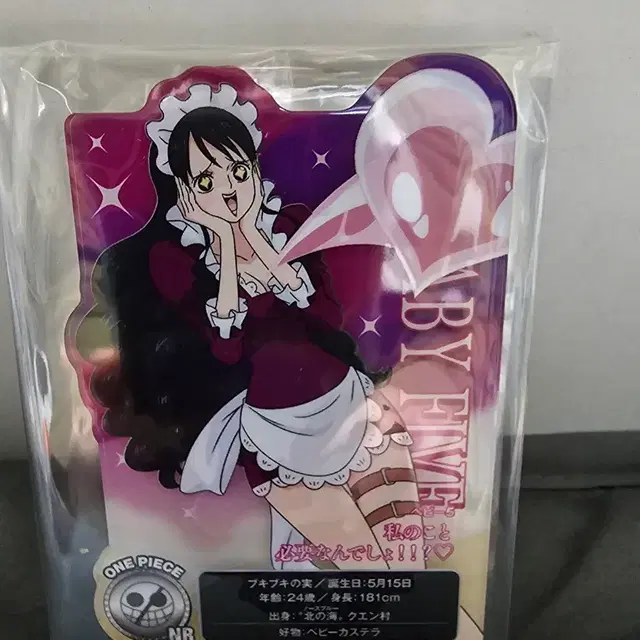 BABY FIVE
ベビー5
私のこと
必要なんでしょ!!?♡
ONE PIECE
NR
ブキブキの実／誕生日:5月15日
年齢:24歳／身長:181cm
ノースブルー
出身:"北の海"クエン村
好物:ベビーカステラ